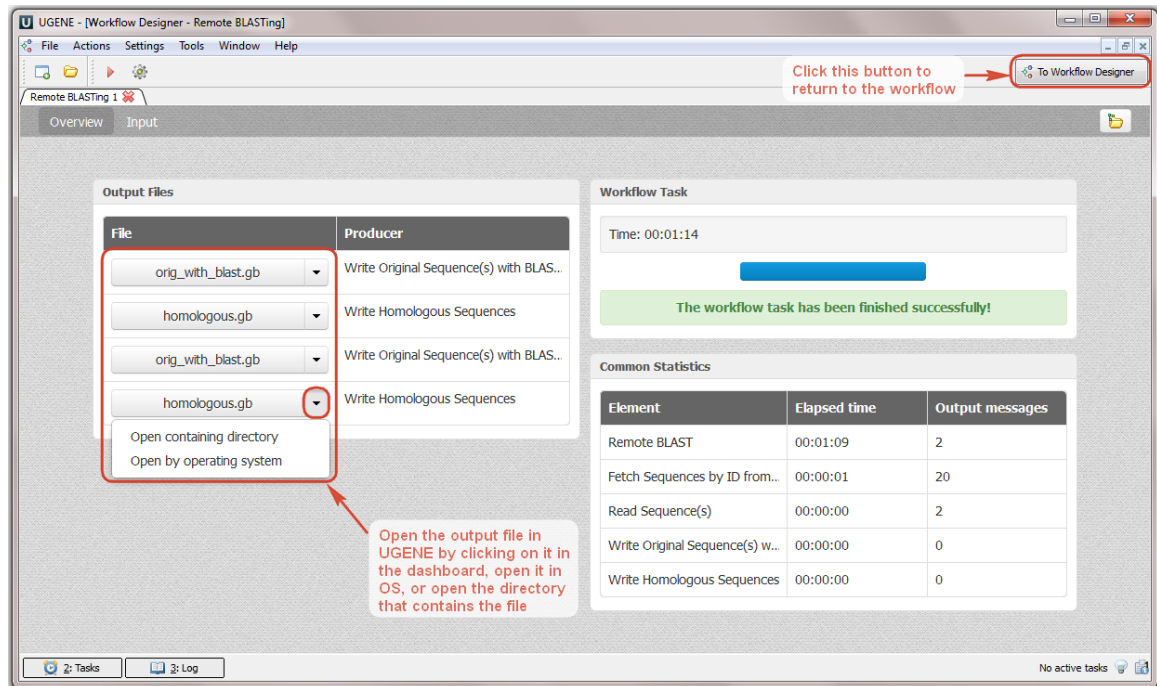 UGENE - [Workflow Designer - Remote BLASTing]
File Actions Settings Tools Window Help
Click this button to
return to the workflow
To Workflow Designer
Remote BLASTing 1
Overview Input
Output Files
File Producer
orig_with_blast.gb Write Original Sequence(s) with BLAS...
homologous.gb Write Homologous Sequences
orig_with_blast.gb Write Original Sequence(s) with BLAS...
homologous.gb Write Homologous Sequences
Open containing directory
Open by operating system
Open the output file in
UGENE by clicking on it in
the dashboard, open it in
OS, or open the directory
that contains the file
Workflow Task
Time: 00:01:14
The workflow task has been finished successfully!
Common Statistics
Element Elapsed time Output messages
Remote BLAST 00:01:09 2
Fetch Sequences by ID from... 00:00:01 20
Read Sequence(s) 00:00:00 2
Write Original Sequence(s) w... 00:00:00 0
Write Homologous Sequences 00:00:00 0
2: Tasks 3: Log No active tasks